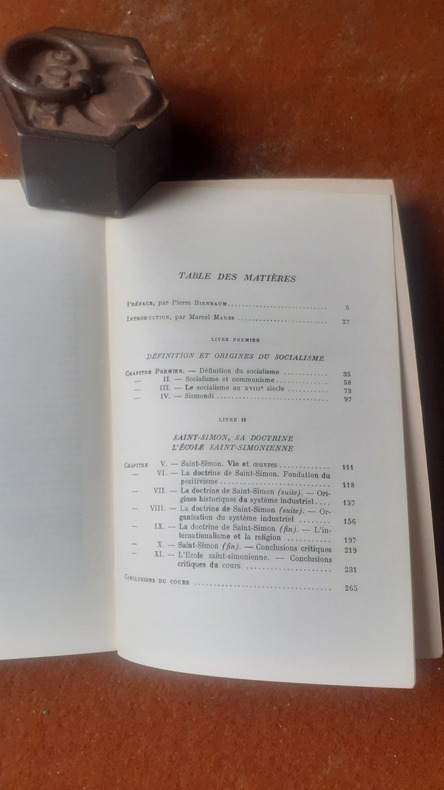 TABLE DES MATIÈRES
PRÉFACE, par Pierre BIRNBAUM........................ 5
INTRODUCTION, par Marcel MAUSS ...................... 27
LIVRE PREMIER
DÉFINITION ET ORIGINES DU SOCIALISME
CHAPITRE PREMIER. — Définition du socialisme ............ 35
— II. — Socialisme et communisme............ 58
— III. — Le socialisme au XVIIIe siècle .......... 73
— IV. — Sismondi............................ 97
LIVRE II
SAINT-SIMON, SA DOCTRINE
L'ÉCOLE SAINT-SIMONIENNE
CHAPITRE V. — Saint-Simon. Vie et œuvres............ 111
— VI. — La doctrine de Saint-Simon. Fondation du
positivisme .......................... 118
— VII. — La doctrine de Saint-Simon (suite). — Ori-
gines historiques du système industriel.... 137
— VIII. — La doctrine de Saint-Simon (suite). — Or-
ganisation du système industriel ........ 156
— IX. — La doctrine de Saint-Simon (fin). — L'in-
ternationalisme et la religion ............ 197
— X. — Saint-Simon (fin). — Conclusions critiques 219
— XI. — L'Ecole saint-simonienne. — Conclusions
critiques du cours ...................... 231
CONCLUSIONS DU COURS .............................. 265